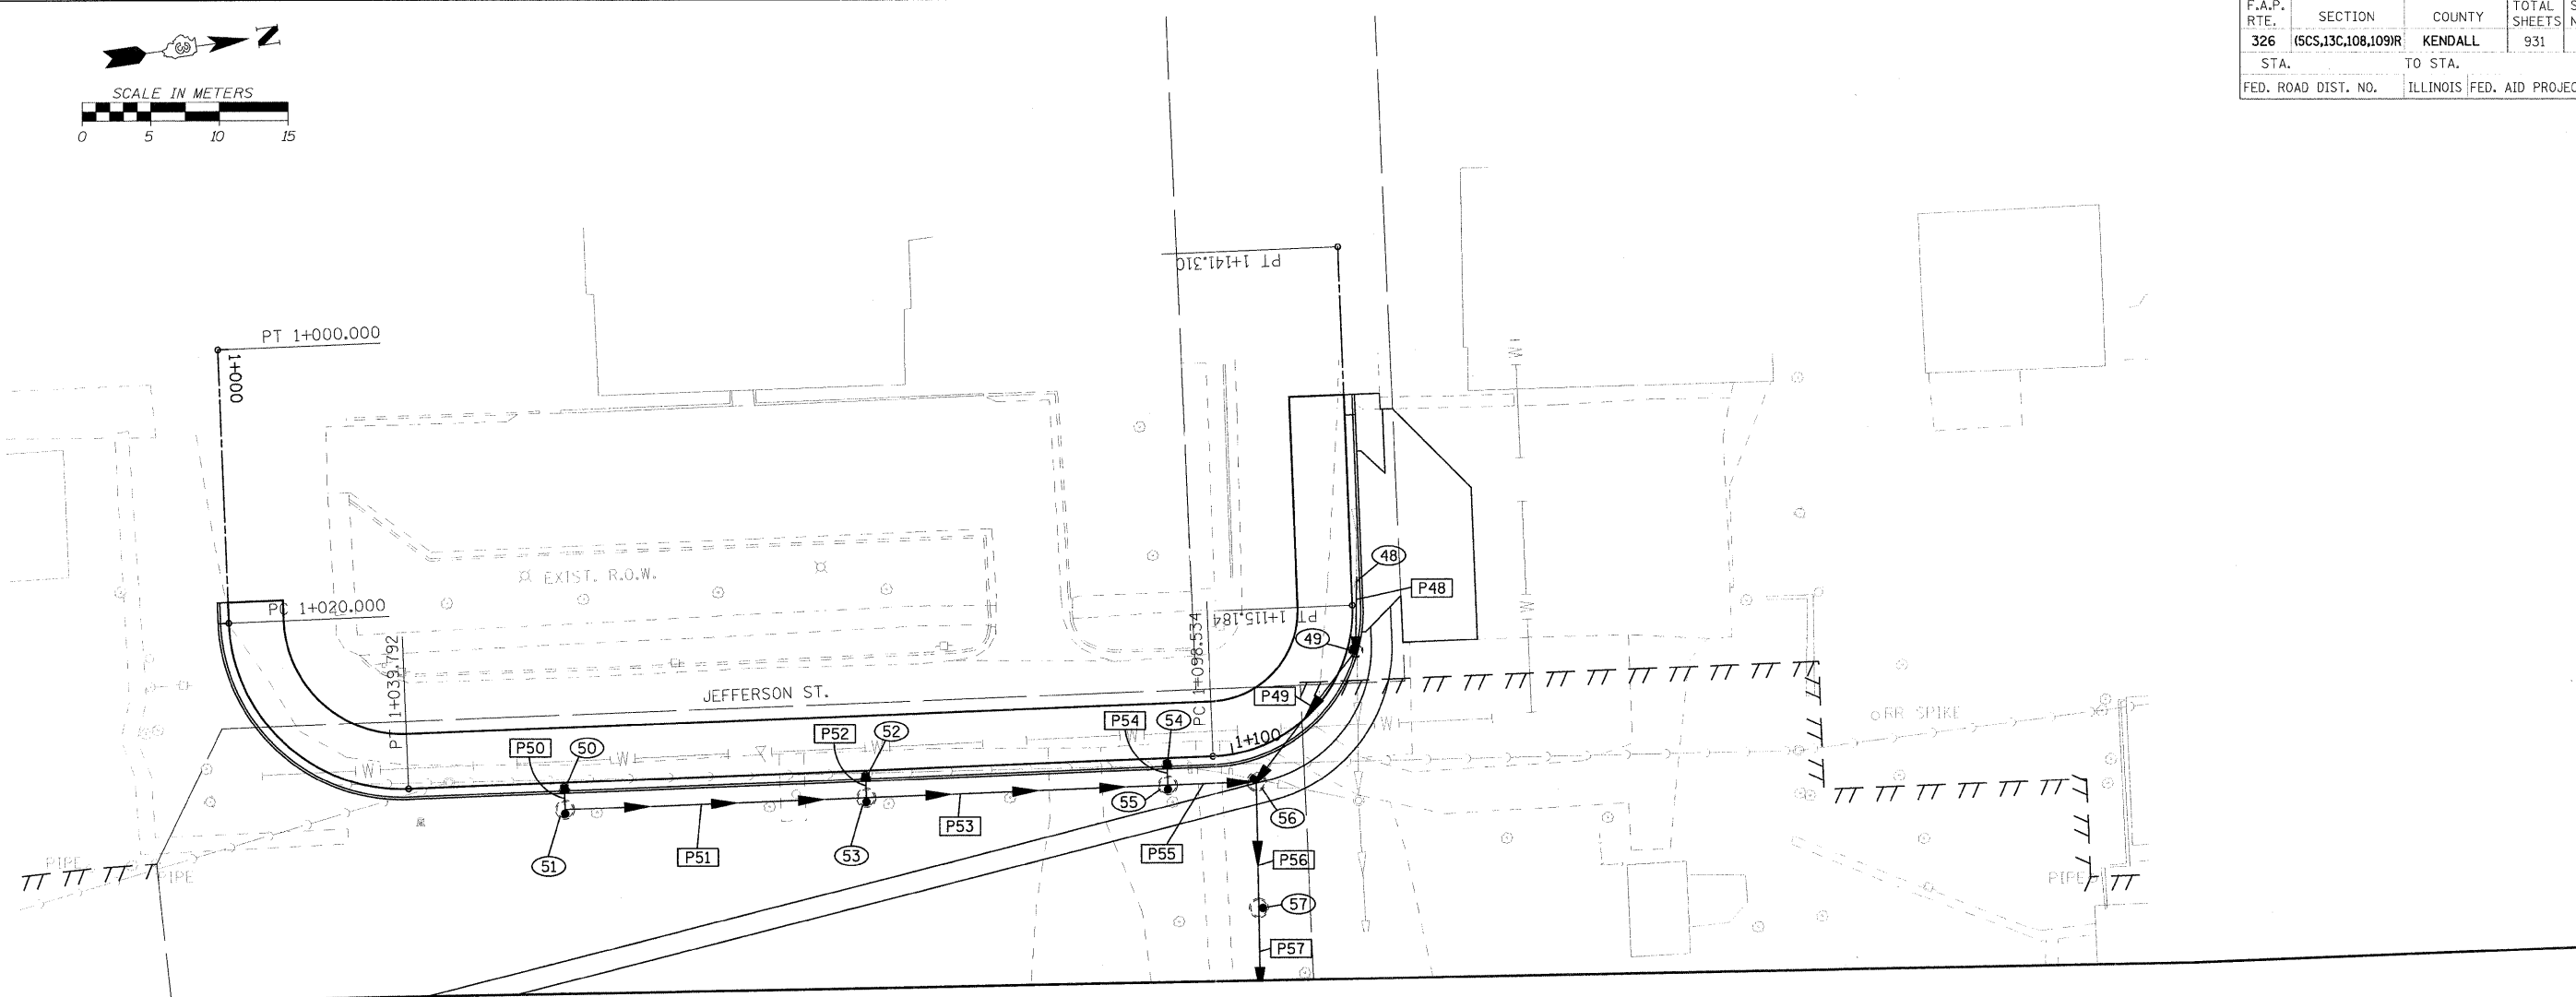 N
SCALE IN METERS
0 5 10 15
F.A.P. RTE. SECTION COUNTY TOTAL SHEETS
326 (5CS,13C,108,109)R KENDALL 931
STA. TO STA.
FED. ROAD DIST. NO. ILLINOIS FED. AID PROJEC
PT 1+141.310
PT 1+000.000
1+000
PC 1+020.000
EXIST. R.O.W.
PT 1+039.792
JEFFERSON ST.
PC 1+098.534
PT 1+115.184
48
P48
49
P49
1+100
P50
50
P52
52
P54
54
W
W
W
W
W
W
RR SPIKE
51
P51
53
P53
55
P55
56
P56
57
P57
PIPE
PIPE
PIPE